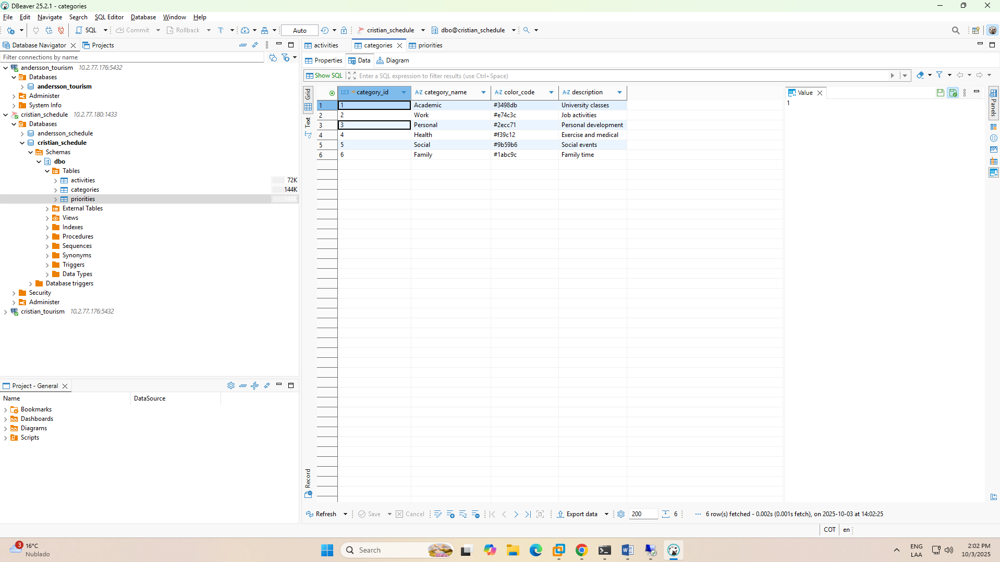 DBeaver 25.2.1 - categories
File Edit Navigate Search SQL Editor Database Window Help
SQL Commit Rollback T Auto cristian_schedule dbo@cristian_schedule
Database Navigator Projects
Filter connections by name
andersson_tourism 10.2.77.176:5432
Databases
andersson_tourism
Administer
System Info
cristian_schedule 10.2.77.180:1433
Databases
andersson_schedule
cristian_schedule
Schemas
dbo
Tables
activities 72K
categories 144K
priorities 144K
External Tables
Views
Indexes
Procedures
Sequences
Synonyms
Triggers
Data Types
Database triggers
Security
Administer
cristian_tourism 10.2.77.176:5432
Project - General
Name DataSource
Bookmarks
Dashboards
Diagrams
Scripts
activities categories priorities
Properties Data Diagram
Show SQL Enter a SQL expression to filter results (use Ctrl+Space)
Grid
Text
Record
123 category_id A-Z category_name A-Z color_code A-Z description
1 1 Academic #3498db University classes
2 2 Work #e74c3c Job activities
3 3 Personal #2ecc71 Personal development
4 4 Health #f39c12 Exercise and medical
5 5 Social #9b59b6 Social events
6 6 Family #1abc9c Family time
Value
1
Panels
Refresh Save Cancel Export data 200 6 ... 6 row(s) fetched - 0.002s (0.001s fetch), on 2025-10-03 at 14:02:25
COT en
3 16°C
Nublado
Search
ENG
LAA
2:02 PM
10/3/2025